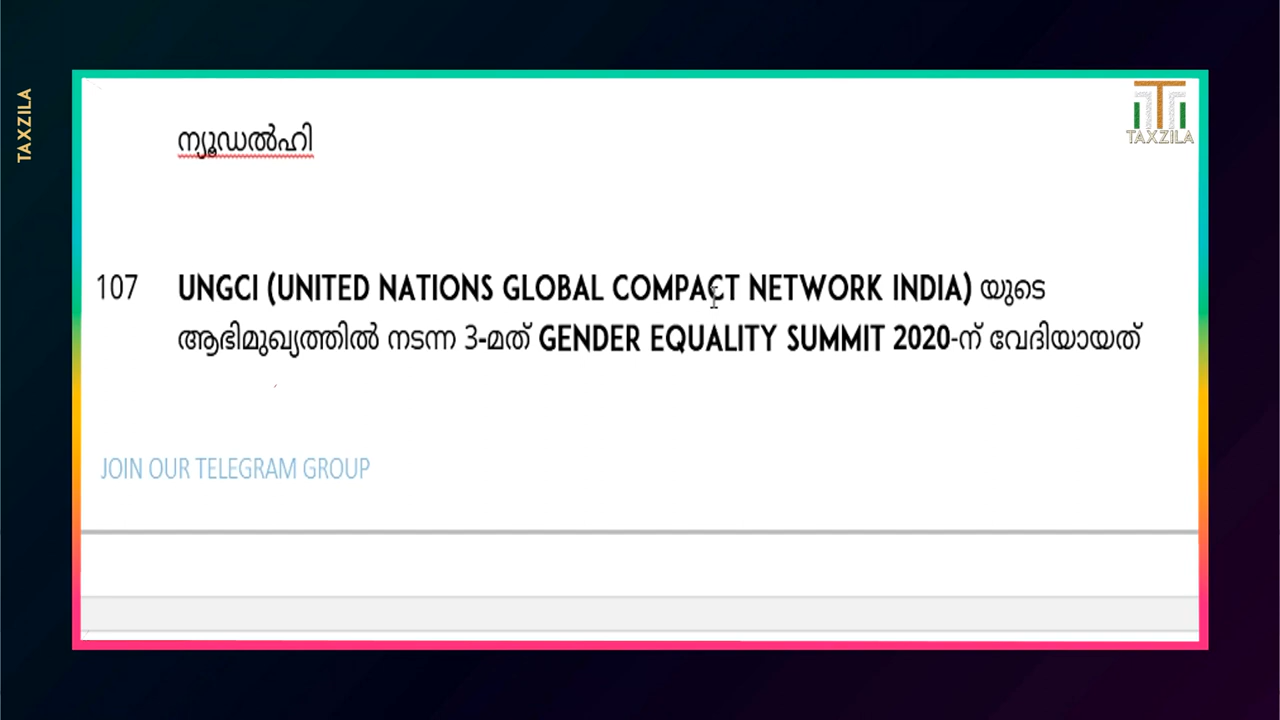 TAXZILA
TAXZILA
ന്യൂഡൽഹി
107 UNGCI (UNITED NATIONS GLOBAL COMPACT NETWORK INDIA) യുടെ
ആഭിമുഖ്യത്തിൽ നടന്ന 3-മത് GENDER EQUALITY SUMMIT 2020-ന് വേദിയായത്
JOIN OUR TELEGRAM GROUP